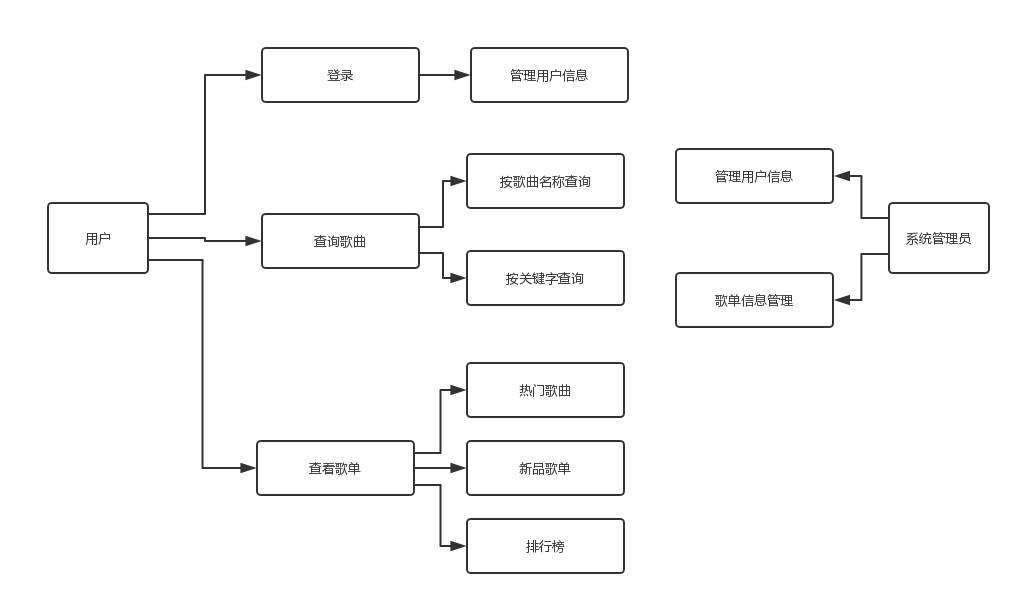 登录
管理用户信息
按歌曲名称查询
管理用户信息
用户
查询歌曲
系统管理员
按关键字查询
歌单信息管理
热门歌曲
查看歌单
新品歌单
排行榜